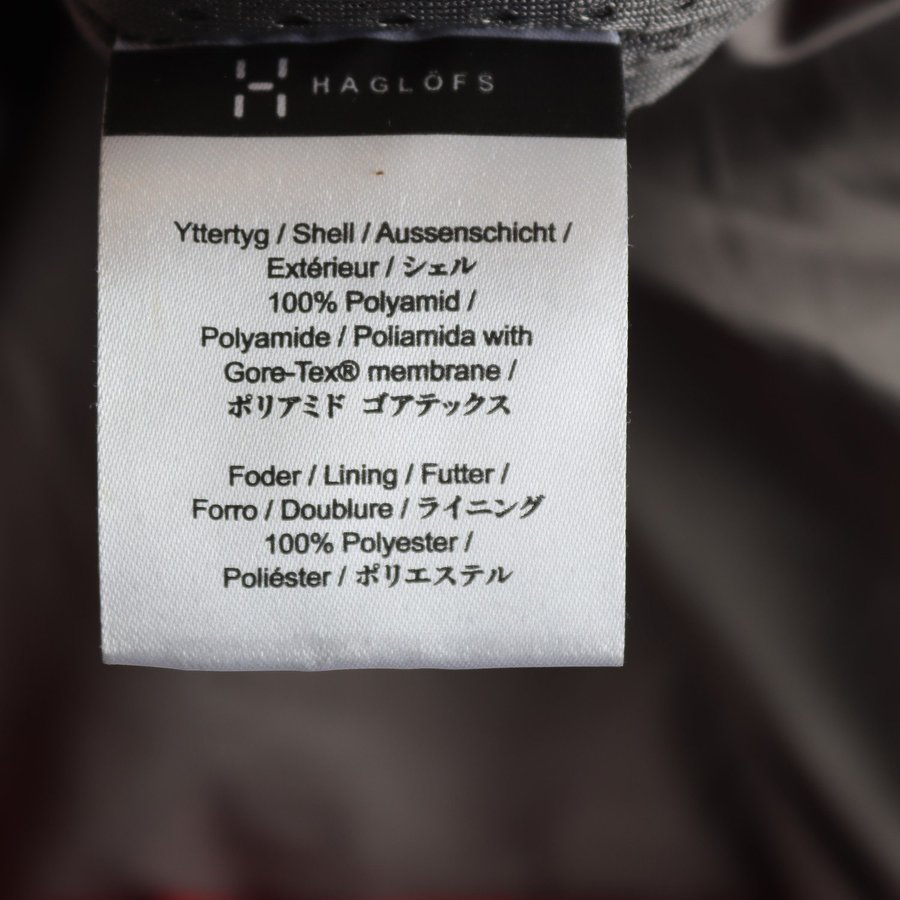 HAGLÖFS
Yttertyg / Shell / Aussenschicht /
Extérieur / シェル
100% Polyamid /
Polyamide / Poliamida with
Gore-Tex® membrane /
ポリアミド ゴアテックス
Foder / Lining / Futter /
Forro / Doublure / ライニング
100% Polyester /
Poliéster / ポリエステル